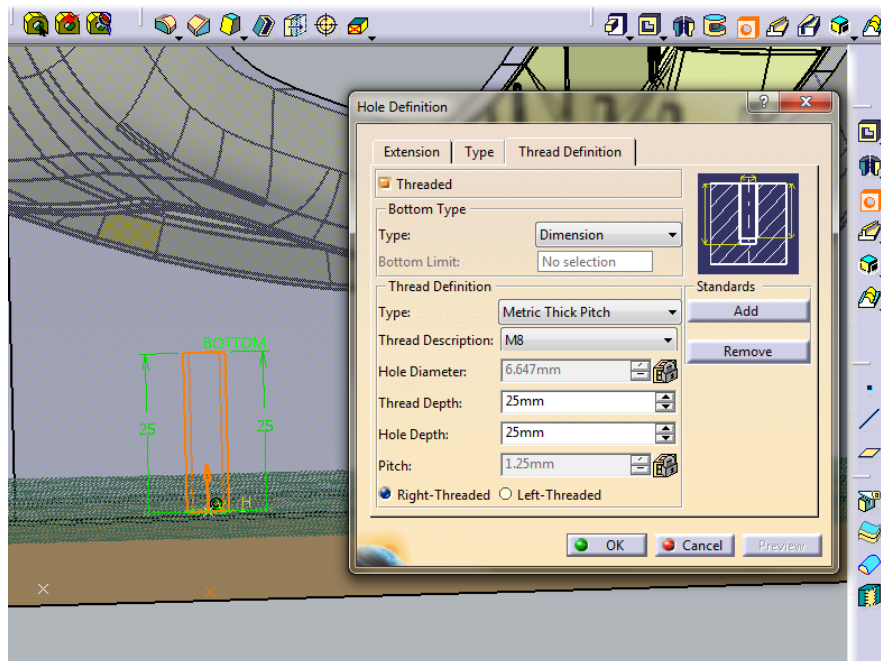 Hole Definition
?
X
Extension
Type
Thread Definition
Threaded
Bottom Type
Type:
Dimension
Bottom Limit:
No selection
Thread Definition
Type:
Metric Thick Pitch
Thread Description:
M8
Hole Diameter:
6.647mm
Thread Depth:
25mm
Hole Depth:
25mm
Pitch:
1.25mm
Right-Threaded
Left-Threaded
Standards
Add
Remove
OK
Cancel
Preview
BOTTOM
25
25
H